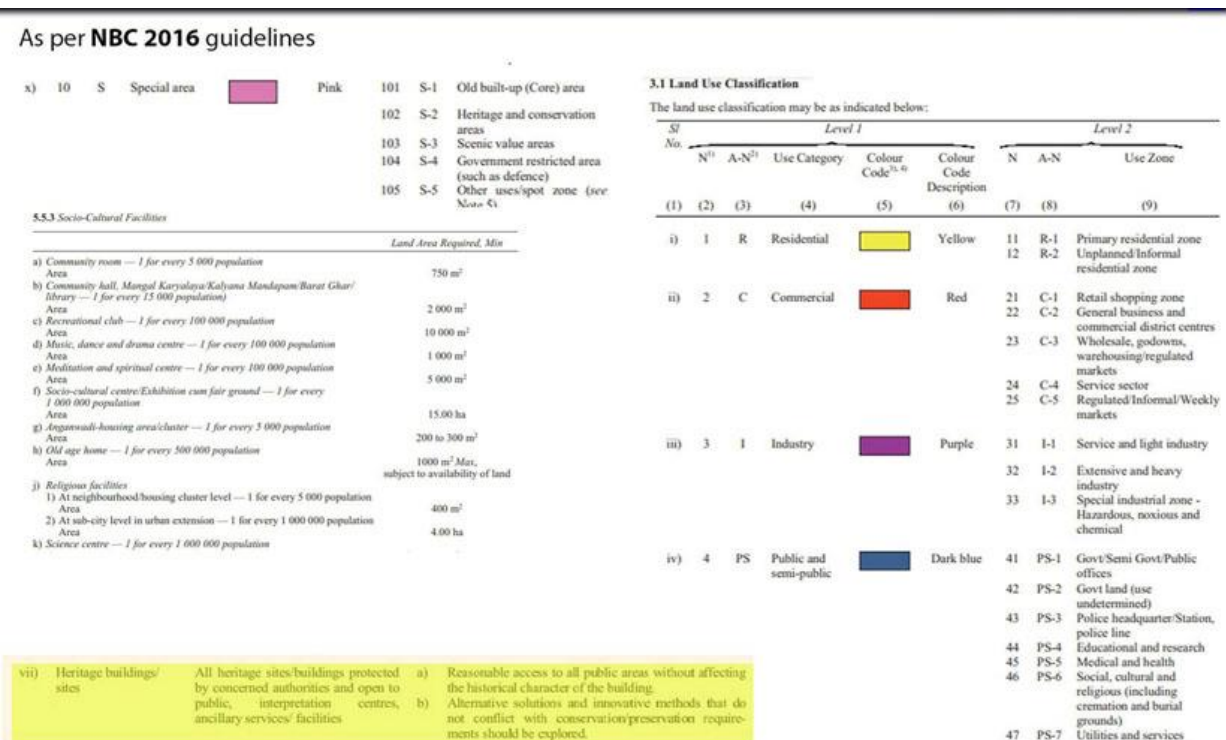 As per NBC 2016 guidelines
x) 10 S Special area Pink 101 S-1 Old built-up (Core) area
102 S-2 Heritage and conservation
areas
103 S-3 Scenic value areas
104 S-4 Government restricted area
(such as defence)
105 S-5 Other uses/spot zone (see
Note 5)
5.5.3 Socio-Cultural Facilities
Land Area Required, Min
a) Community room — 1 for every 5 000 population
Area 750 m²
b) Community hall, Mangal Karyalaya/Kalyana Mandapam/Barat Ghar/
library — 1 for every 15 000 population)
Area 2 000 m²
c) Recreational club — 1 for every 100 000 population
Area 10 000 m²
d) Music, dance and drama centre — 1 for every 100 000 population
Area 1 000 m²
e) Meditation and spiritual centre — 1 for every 100 000 population
Area 5 000 m²
f) Socio-cultural centre/Exhibition cum fair ground — 1 for every
1 000 000 population
Area 15.00 ha
g) Anganwadi-housing area/cluster — 1 for every 5 000 population
Area 200 to 300 m²
h) Old age home — 1 for every 500 000 population
Area 1000 m² Max,
subject to availability of land
j) Religious facilities
1) At neighbourhood/housing cluster level — 1 for every 5 000 population
Area 400 m²
2) At sub-city level in urban extension — 1 for every 1 000 000 population
Area 4.00 ha
k) Science centre — 1 for every 1 000 000 population
vii) Heritage buildings/ All heritage sites/buildings protected a) Reasonable access to all public areas without affecting
sites by concerned authorities and open to the historical character of the building.
public, interpretation centres, b) Alternative solutions and innovative methods that do
ancillary services/ facilities not conflict with conservation/preservation require-
ments should be explored.
3.1 Land Use Classification
The land use classification may be as indicated below:
Sl Level 1 Level 2
No.
N¹⁾ A-N²⁾ Use Category Colour Colour N A-N Use Zone
Code³⁾, ⁴⁾ Code
Description
(1) (2) (3) (4) (5) (6) (7) (8) (9)
i) 1 R Residential Yellow 11 R-1 Primary residential zone
12 R-2 Unplanned/Informal
residential zone
ii) 2 C Commercial Red 21 C-1 Retail shopping zone
22 C-2 General business and
commercial district centres
23 C-3 Wholesale, godowns,
warehousing/regulated
markets
24 C-4 Service sector
25 C-5 Regulated/Informal/Weekly
markets
iii) 3 I Industry Purple 31 I-1 Service and light industry
32 I-2 Extensive and heavy
industry
33 I-3 Special industrial zone -
Hazardous, noxious and
chemical
iv) 4 PS Public and Dark blue 41 PS-1 Govt/Semi Govt/Public
semi-public offices
42 PS-2 Govt land (use
undetermined)
43 PS-3 Police headquarter/Station,
police line
44 PS-4 Educational and research
45 PS-5 Medical and health
46 PS-6 Social, cultural and
religious (including
cremation and burial
grounds)
47 PS-7 Utilities and services